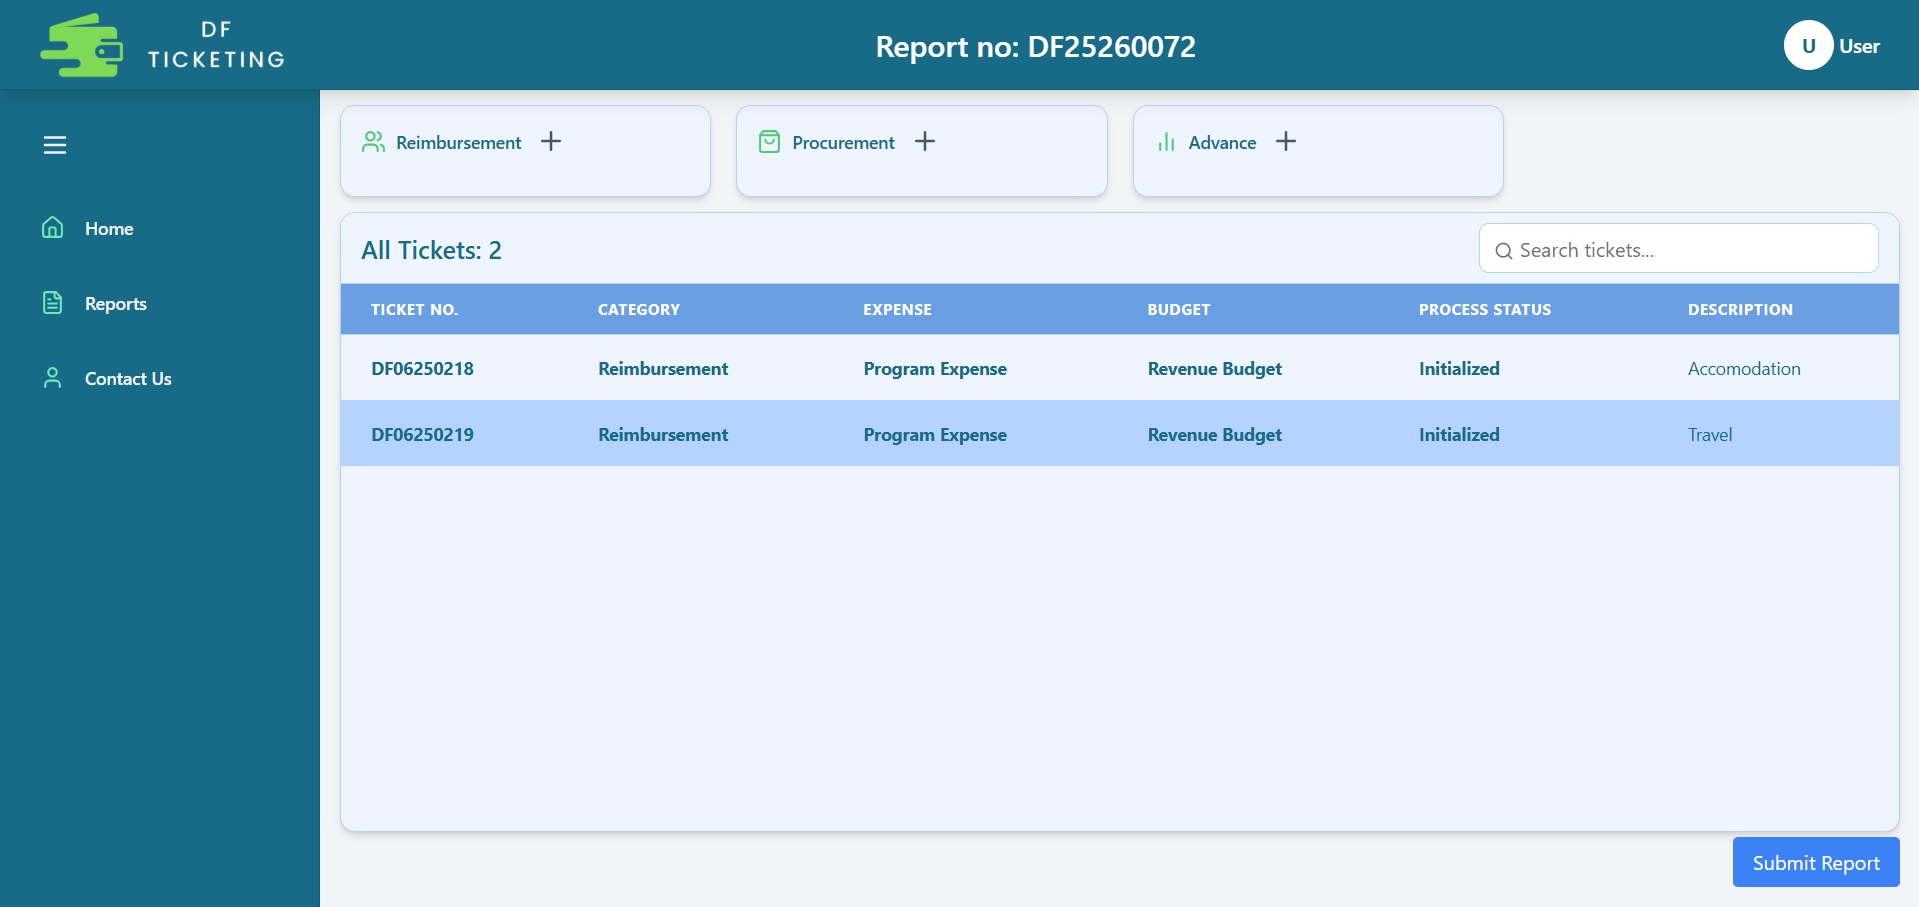 DF
TICKETING
Report no: DF25260072
U User
Home
Reports
Contact Us
Reimbursement
Procurement
Advance
All Tickets: 2
Search tickets...
TICKET NO. CATEGORY EXPENSE BUDGET PROCESS STATUS DESCRIPTION
DF06250218 Reimbursement Program Expense Revenue Budget Initialized Accomodation
DF06250219 Reimbursement Program Expense Revenue Budget Initialized Travel
Submit Report